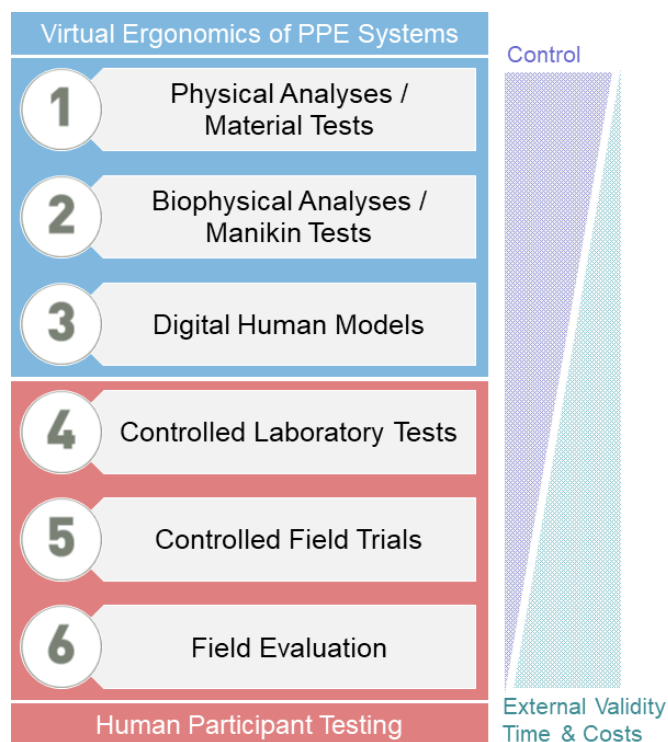 Virtual Ergonomics of PPE Systems
Control
1
Physical Analyses /
Material Tests
2
Biophysical Analyses /
Manikin Tests
3
Digital Human Models
4
Controlled Laboratory Tests
5
Controlled Field Trials
6
Field Evaluation
Human Participant Testing
External Validity
Time & Costs